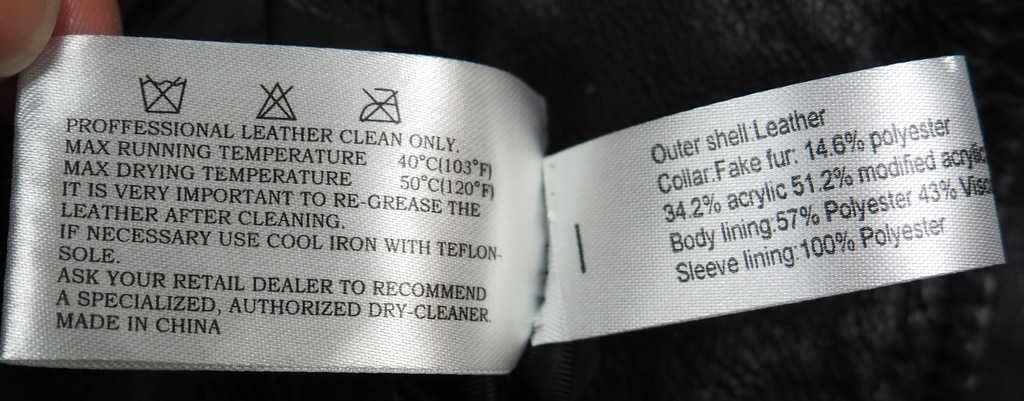 PROFFESSIONAL LEATHER CLEAN ONLY.
MAX RUNNING TEMPERATURE 40°C(103°F)
MAX DRYING TEMPERATURE 50°C(120°F)
IT IS VERY IMPORTANT TO RE-GREASE THE
LEATHER AFTER CLEANING.
IF NECESSARY USE COOL IRON WITH TEFLON-
SOLE.
ASK YOUR RETAIL DEALER TO RECOMMEND
A SPECIALIZED, AUTHORIZED DRY-CLEANER.
MADE IN CHINA
Outer shell:Leather
Collar:Fake fur: 14.6% polyester
34.2% acrylic 51.2% modified acrylic
Body lining:57% Polyester 43%
Sleeve lining:100% Polyester